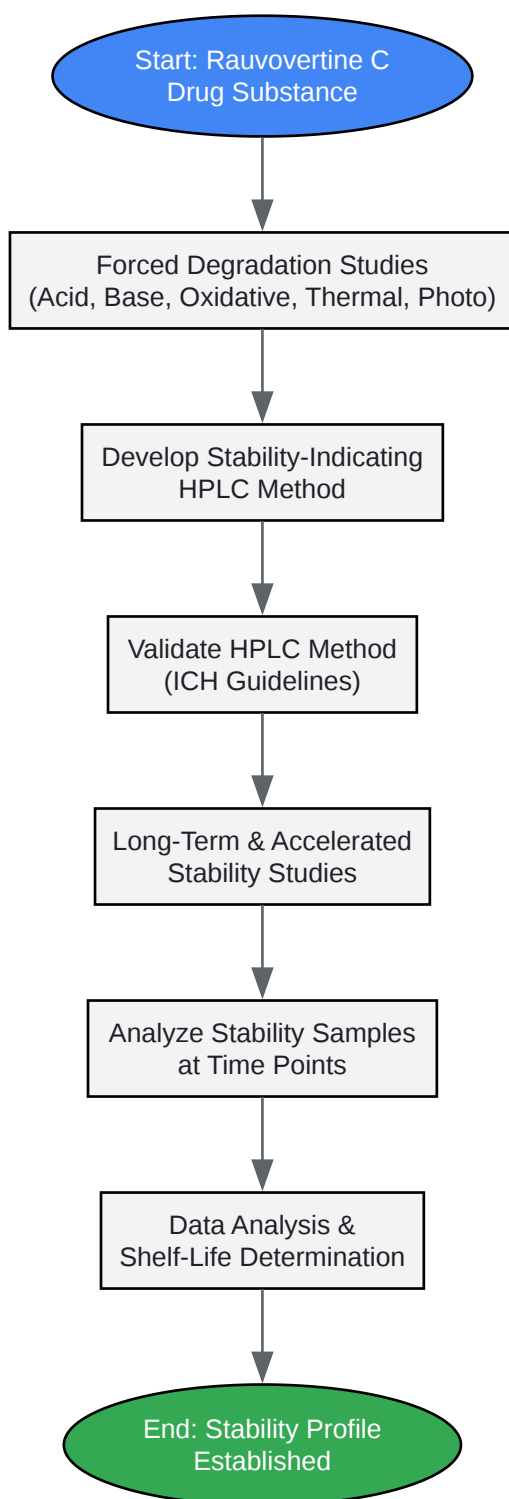 Start: Rauvovertine C
Drug Substance
Forced Degradation Studies
(Acid, Base, Oxidative, Thermal, Photo)
Develop Stability-Indicating
HPLC Method
Validate HPLC Method
(ICH Guidelines)
Long-Term & Accelerated
Stability Studies
Analyze Stability Samples
at Time Points
Data Analysis &
Shelf-Life Determination
End: Stability Profile
Established